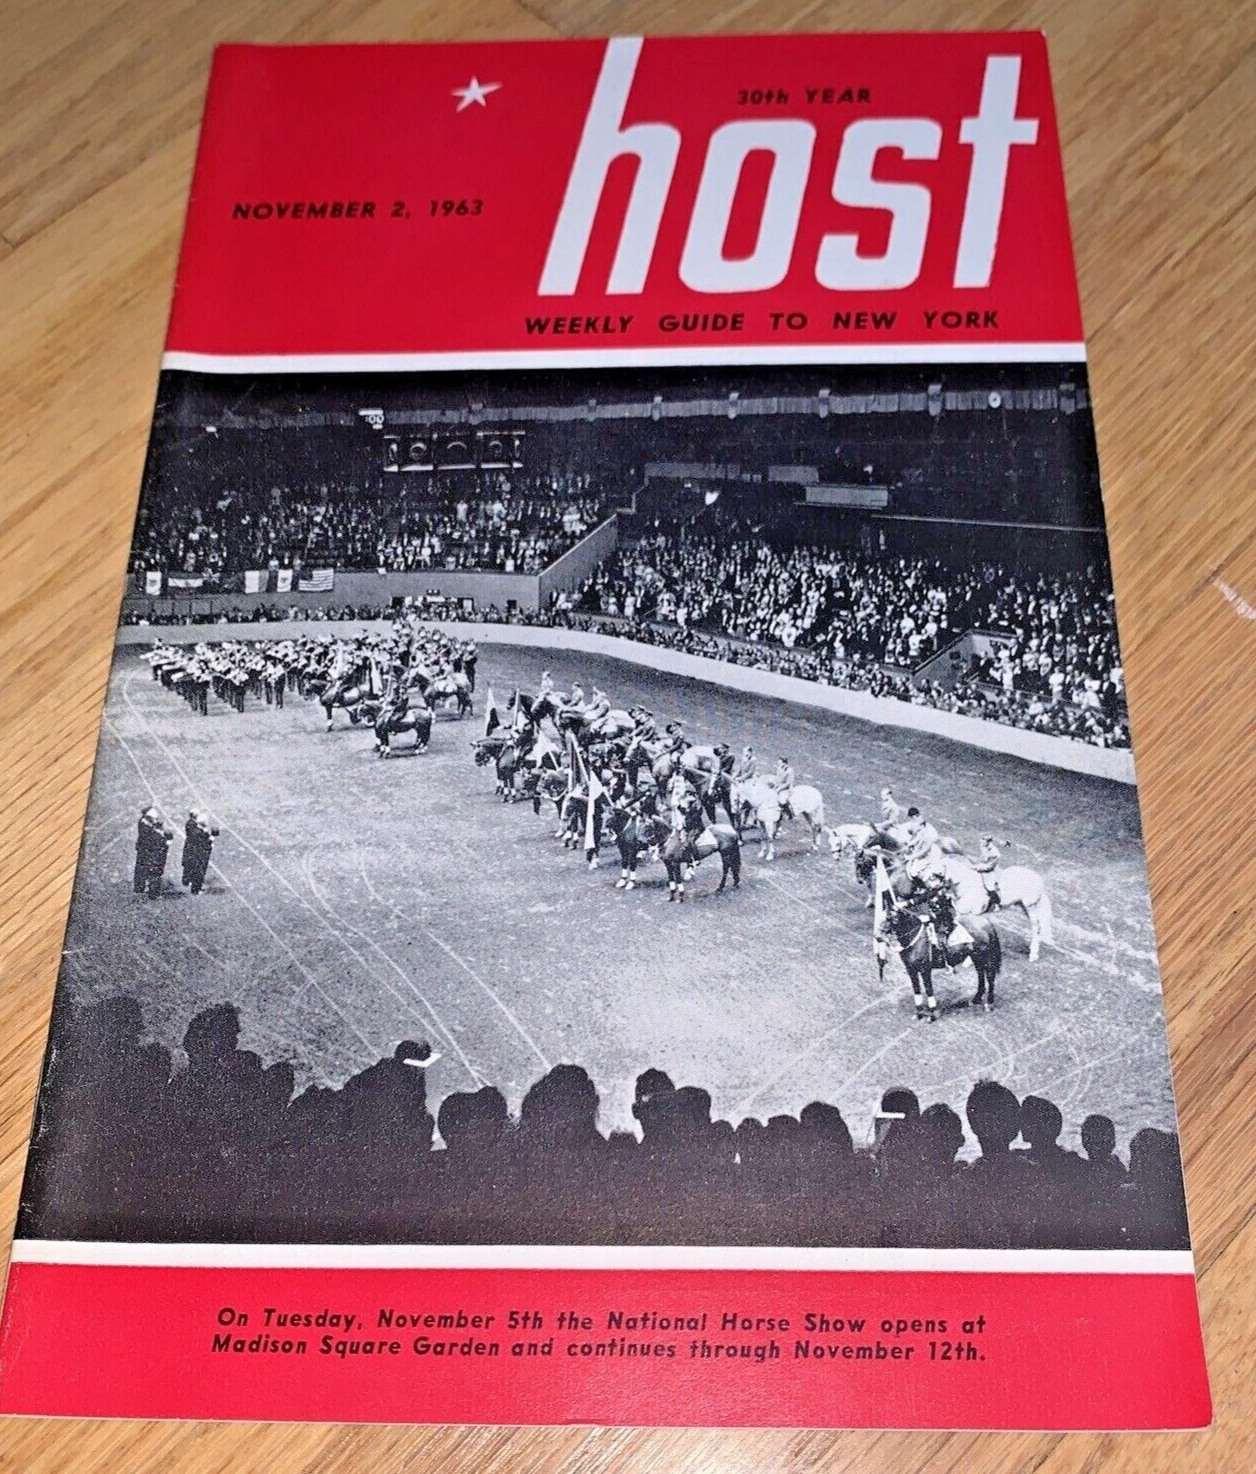 30th YEAR
host
NOVEMBER 2, 1963
WEEKLY GUIDE TO NEW YORK
On Tuesday, November 5th the National Horse Show opens at
Madison Square Garden and continues through November 12th.